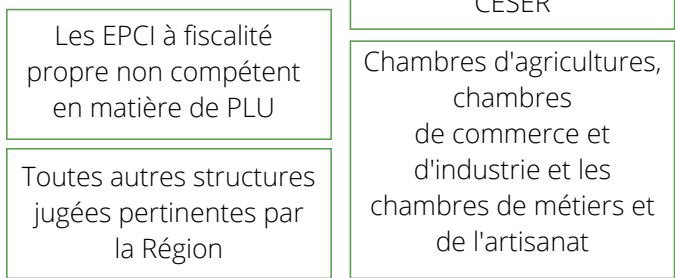 CESER
Les EPCI à fiscalité
propre non compétent
en matière de PLU
Chambres d'agricultures,
chambres
de commerce et
d'industrie et les
chambres de métiers et
de l'artisanat
Toutes autres structures
jugées pertinentes par
la Région